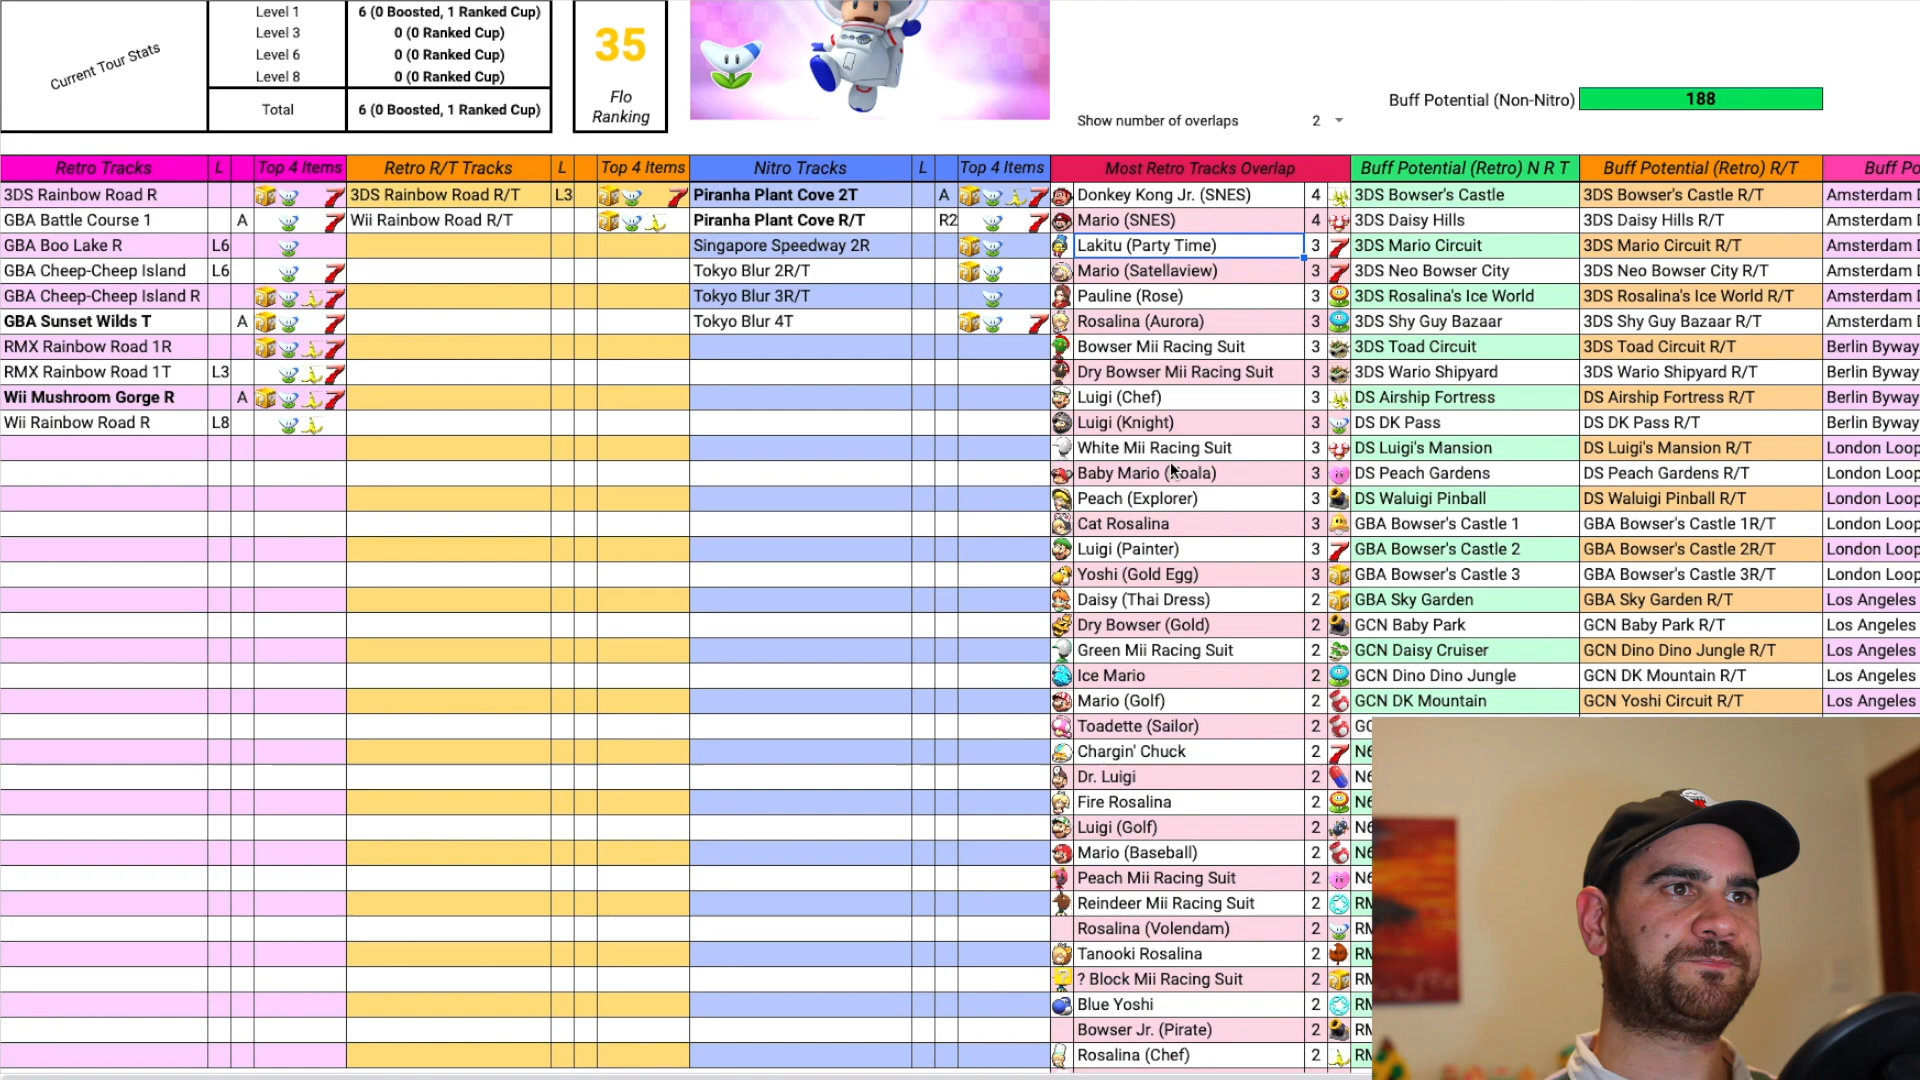 Current Tour Stats
Level 1 6 (0 Boosted, 1 Ranked Cup)
Level 3 0 (0 Ranked Cup)
Level 6 0 (0 Ranked Cup)
Level 8 0 (0 Ranked Cup)
Total 6 (0 Boosted, 1 Ranked Cup)
35
Flo
Ranking
Buff Potential (Non-Nitro) 188
Show number of overlaps 2
Retro Tracks L Top 4 Items Retro R/T Tracks L Top 4 Items Nitro Tracks L Top 4 Items Most Retro Tracks Overlap Buff Potential (Retro) N R T Buff Potential (Retro) R/T Buff Po
3DS Rainbow Road R 3DS Rainbow Road R/T L3 Piranha Plant Cove 2T A Donkey Kong Jr. (SNES) 4 3DS Bowser's Castle 3DS Bowser's Castle R/T Amsterdam
GBA Battle Course 1 A Wii Rainbow Road R/T Piranha Plant Cove R/T R2 Mario (SNES) 4 3DS Daisy Hills 3DS Daisy Hills R/T Amsterdam
GBA Boo Lake R L6 Singapore Speedway 2R Lakitu (Party Time) 3 3DS Mario Circuit 3DS Mario Circuit R/T Amsterdam
GBA Cheep-Cheep Island L6 Tokyo Blur 2R/T Mario (Satellaview) 3 3DS Neo Bowser City 3DS Neo Bowser City R/T Amsterdam
GBA Cheep-Cheep Island R Tokyo Blur 3R/T Pauline (Rose) 3 3DS Rosalina's Ice World 3DS Rosalina's Ice World R/T Amsterdam
GBA Sunset Wilds T A Tokyo Blur 4T Rosalina (Aurora) 3 3DS Shy Guy Bazaar 3DS Shy Guy Bazaar R/T Amsterdam
RMX Rainbow Road 1R Bowser Mii Racing Suit 3 3DS Toad Circuit 3DS Toad Circuit R/T Berlin Byway
RMX Rainbow Road 1T L3 Dry Bowser Mii Racing Suit 3 3DS Wario Shipyard 3DS Wario Shipyard R/T Berlin Byway
Wii Mushroom Gorge R A Luigi (Chef) 3 DS Airship Fortress DS Airship Fortress R/T Berlin Byway
Wii Rainbow Road R L8 Luigi (Knight) 3 DS DK Pass DS DK Pass R/T Berlin Byway
White Mii Racing Suit 3 DS Luigi's Mansion DS Luigi's Mansion R/T London Loop
Baby Mario (Koala) 3 DS Peach Gardens DS Peach Gardens R/T London Loop
Peach (Explorer) 3 DS Waluigi Pinball DS Waluigi Pinball R/T London Loop
Cat Rosalina 3 GBA Bowser's Castle 1 GBA Bowser's Castle 1R/T London Loop
Luigi (Painter) 3 GBA Bowser's Castle 2 GBA Bowser's Castle 2R/T London Loop
Yoshi (Gold Egg) 3 GBA Bowser's Castle 3 GBA Bowser's Castle 3R/T London Loop
Daisy (Thai Dress) 2 GBA Sky Garden GBA Sky Garden R/T Los Angeles
Dry Bowser (Gold) 2 GCN Baby Park GCN Baby Park R/T Los Angeles
Green Mii Racing Suit 2 GCN Daisy Cruiser GCN Dino Dino Jungle R/T Los Angeles
Ice Mario 2 GCN Dino Dino Jungle GCN DK Mountain R/T Los Angeles
Mario (Golf) 2 GCN DK Mountain GCN Yoshi Circuit R/T Los Angeles
Toadette (Sailor) 2 GC
Chargin' Chuck 2 N6
Dr. Luigi 2 N6
Fire Rosalina 2 N6
Luigi (Golf) 2 N6
Mario (Baseball) 2 N6
Peach Mii Racing Suit 2 N6
Reindeer Mii Racing Suit 2 RM
Rosalina (Volendam) 2 RM
Tanooki Rosalina 2 RM
? Block Mii Racing Suit 2 RM
Blue Yoshi 2 RM
Bowser Jr. (Pirate) 2 RM
Rosalina (Chef) 2 RM